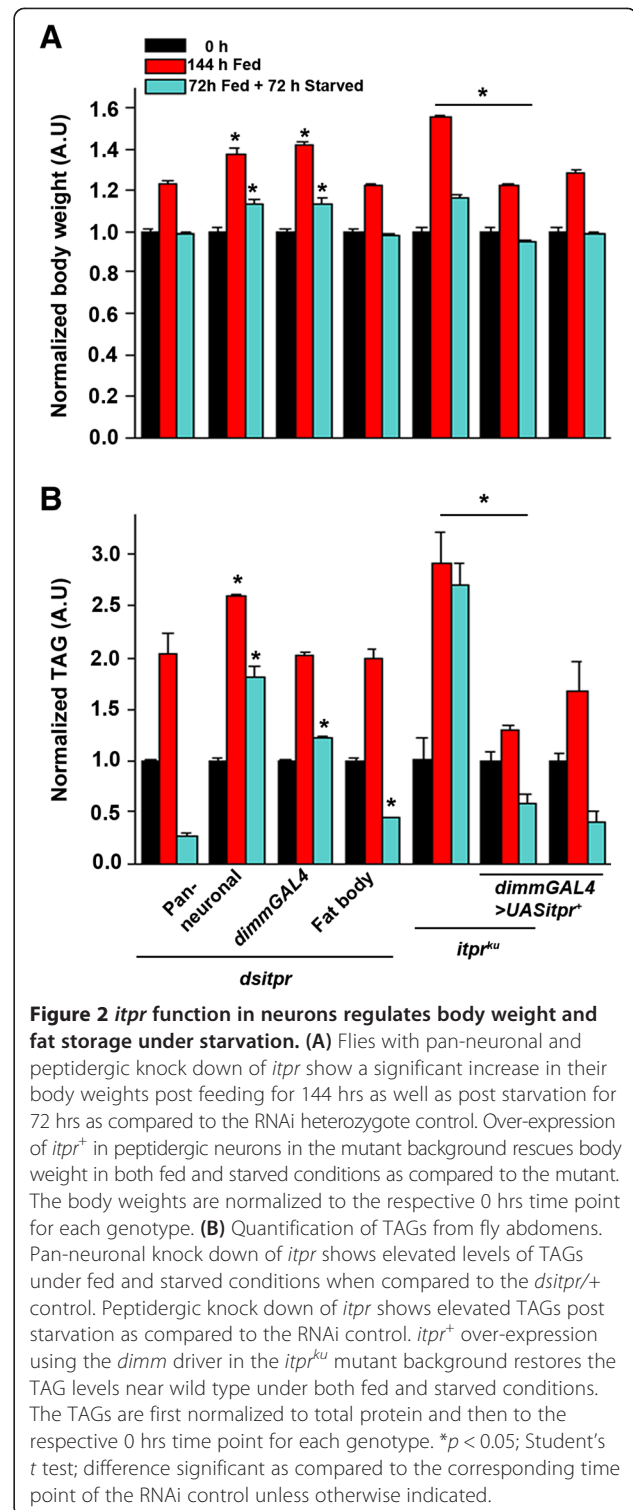 A
0 h
144 h Fed
72h Fed + 72 h Starved
Normalized body weight (A.U)
1.6
1.4
1.2
1.0
0.8
0.6
0.4
0.2
0.0
* * * * *
B
Normalized TAG (A.U)
3.0
2.5
2.0
1.5
1.0
0.5
0.0
* * * * *
Pan-
neuronal
dimmGAL4
Fat body
dsitpr
itprᵏᵘ
dimmGAL4
>UASitpr⁺
Figure 2 itpr function in neurons regulates body weight and
fat storage under starvation. (A) Flies with pan-neuronal and
peptidergic knock down of itpr show a significant increase in their
body weights post feeding for 144 hrs as well as post starvation for
72 hrs as compared to the RNAi heterozygote control. Over-expression
of itpr⁺ in peptidergic neurons in the mutant background rescues body
weight in both fed and starved conditions as compared to the mutant.
The body weights are normalized to the respective 0 hrs time point
for each genotype. (B) Quantification of TAGs from fly abdomens.
Pan-neuronal knock down of itpr shows elevated levels of TAGs
under fed and starved conditions when compared to the dsitpr/+
control. Peptidergic knock down of itpr shows elevated TAGs post
starvation as compared to the RNAi control. itpr⁺ over-expression
using the dimm driver in the itprᵏᵘ mutant background restores the
TAG levels near wild type under both fed and starved conditions.
The TAGs are first normalized to total protein and then to the
respective 0 hrs time point for each genotype. *p < 0.05; Student's
t test; difference significant as compared to the corresponding time
point of the RNAi control unless otherwise indicated.